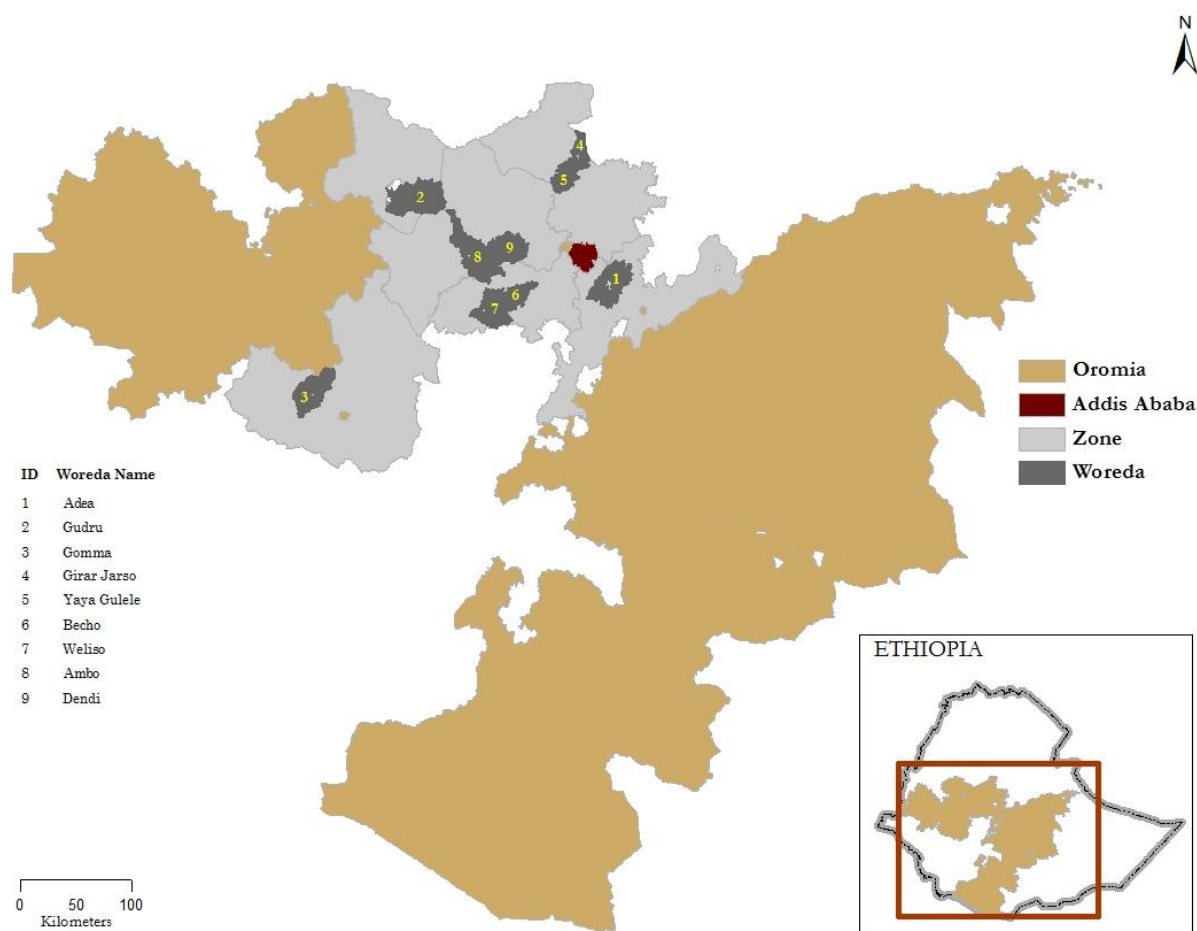 N
4
5
2
9
8
1
6
7
3
Oromia
Addis Ababa
Zone
Woreda
ID Woreda Name
1 Adea
2 Gudru
3 Gomma
4 Girar Jarso
5 Yaya Gulele
6 Becho
7 Weliso
8 Ambo
9 Dendi
ETHIOPIA
0 50 100
Kilometers